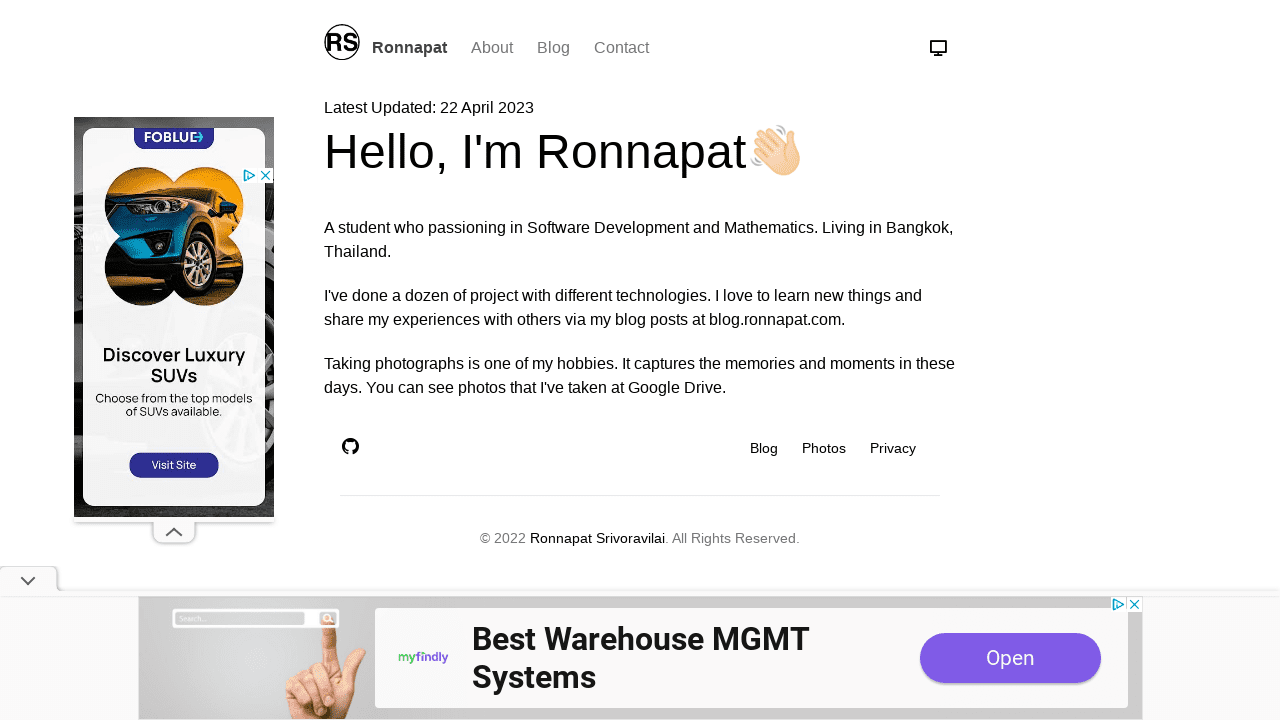 RS
Ronnapat About Blog Contact
Latest Updated: 22 April 2023
Hello, I'm Ronnapat
A student who passioning in Software Development and Mathematics. Living in Bangkok,
Thailand.
I've done a dozen of project with different technologies. I love to learn new things and
share my experiences with others via my blog posts at blog.ronnapat.com.
Taking photographs is one of my hobbies. It captures the memories and moments in these
days. You can see photos that I've taken at Google Drive.
Blog Photos Privacy
© 2022 Ronnapat Srivoravilai. All Rights Reserved.
FOBLUE
Discover Luxury
SUVs
Choose from the top models
of SUVs available.
Visit Site
Search...
myfindly
Best Warehouse MGMT
Systems
Open